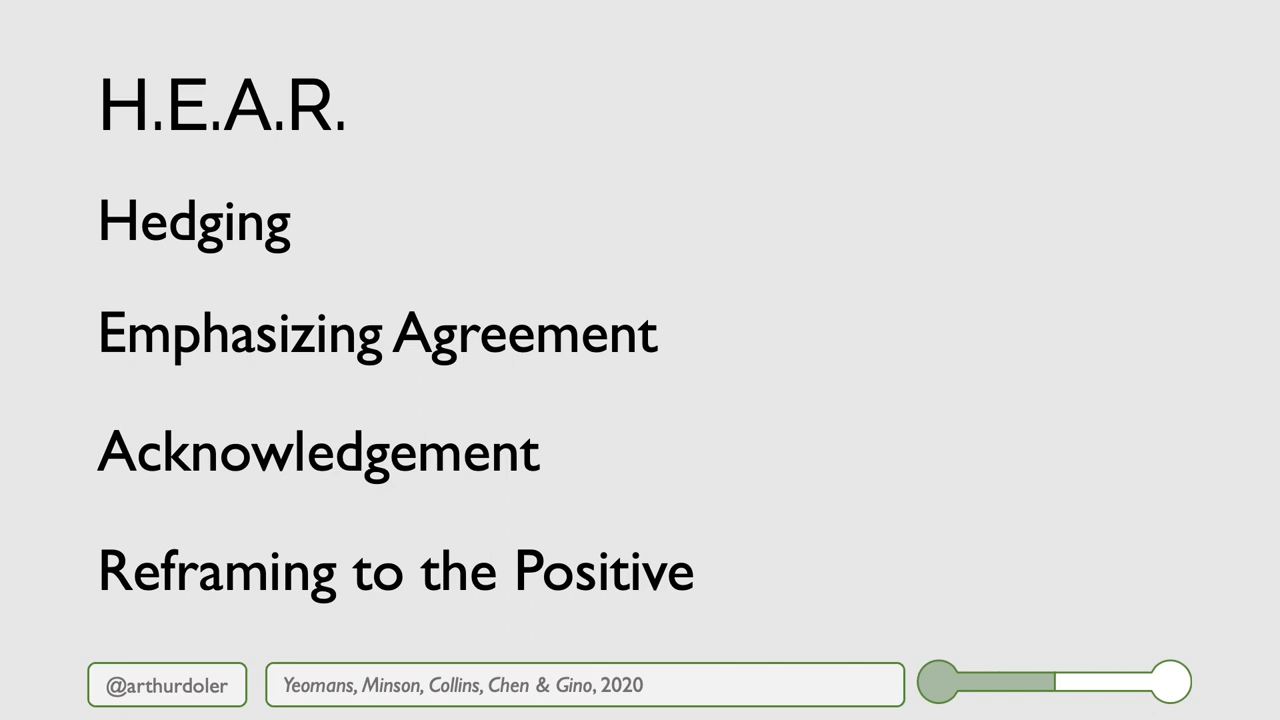 H.E.A.R.
Hedging
Emphasizing Agreement
Acknowledgement
Reframing to the Positive
@arthurdoler
Yeomans, Minson, Collins, Chen & Gino, 2020